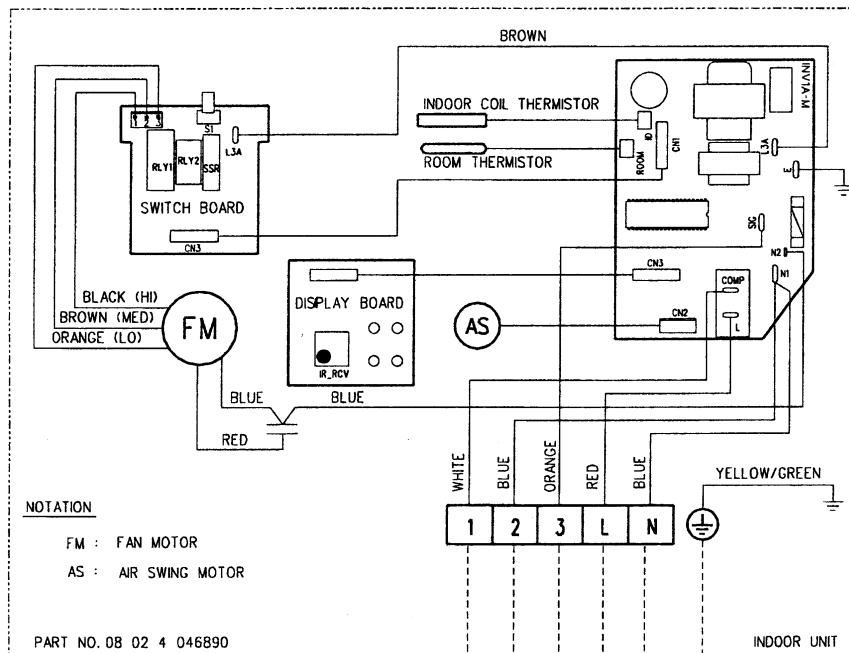 BROWN
INV1A-M
1 2 3
S1
L3A
RLY1
RLY2
SSR
SWITCH BOARD
CN3
INDOOR COIL THERMISTOR
ROOM THERMISTOR
ROOM
CN1
L3A
E
SIG
N2
N1
CN3
COMP
L
CN2
BLACK (HI)
BROWN (MED)
ORANGE (LO)
FM
DISPLAY BOARD
IR_RCV
AS
BLUE
BLUE
RED
WHITE
BLUE
ORANGE
RED
BLUE
YELLOW/GREEN
1 2 3 L N
NOTATION
FM : FAN MOTOR
AS : AIR SWING MOTOR
PART NO. 08 02 4 046890
INDOOR UNIT